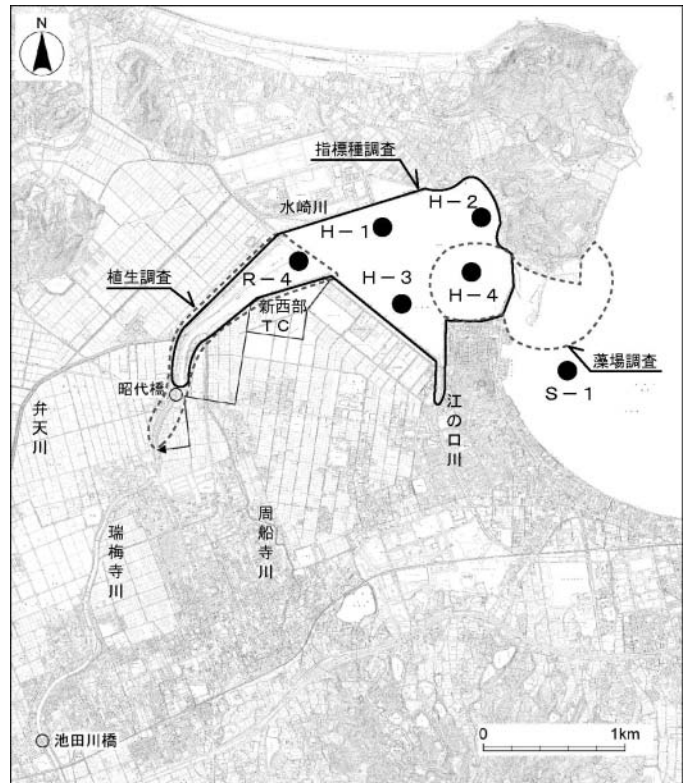 N
指標種調査
水崎川
H-2
H-1
植生調査
R-4
H-3
H-4
新西部
TC
藻場調査
昭代橋
S-1
江の口川
弁天川
周船寺川
瑞梅寺川
0 1km
池田川橋